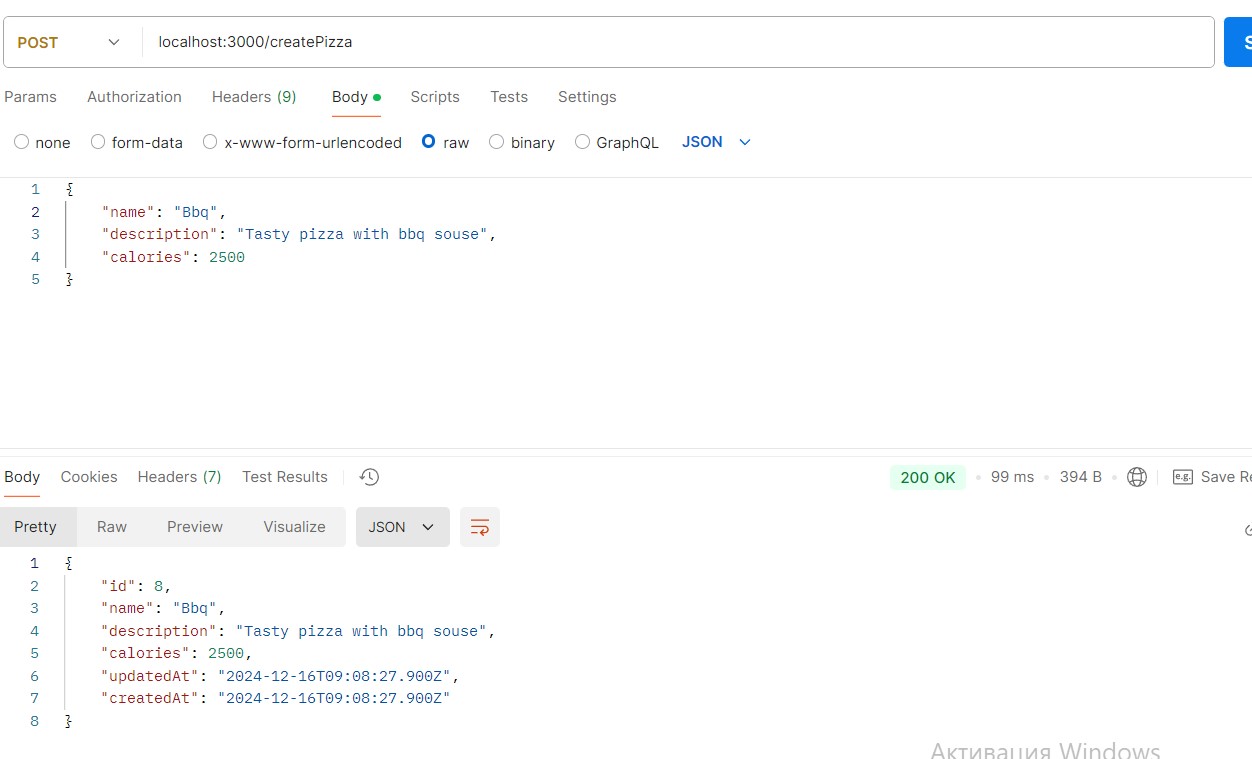 POST localhost:3000/createPizza S
Params Authorization Headers (9) Body Scripts Tests Settings
none form-data x-www-form-urlencoded raw binary GraphQL JSON
1 {
2 "name": "Bbq",
3 "description": "Tasty pizza with bbq souse",
4 "calories": 2500
5 }
Body Cookies Headers (7) Test Results 200 OK 99 ms 394 B e.g. Save Re
Pretty Raw Preview Visualize JSON
1 {
2 "id": 8,
3 "name": "Bbq",
4 "description": "Tasty pizza with bbq souse",
5 "calories": 2500,
6 "updatedAt": "2024-12-16T09:08:27.900Z",
7 "createdAt": "2024-12-16T09:08:27.900Z"
8 }
Активация Windows